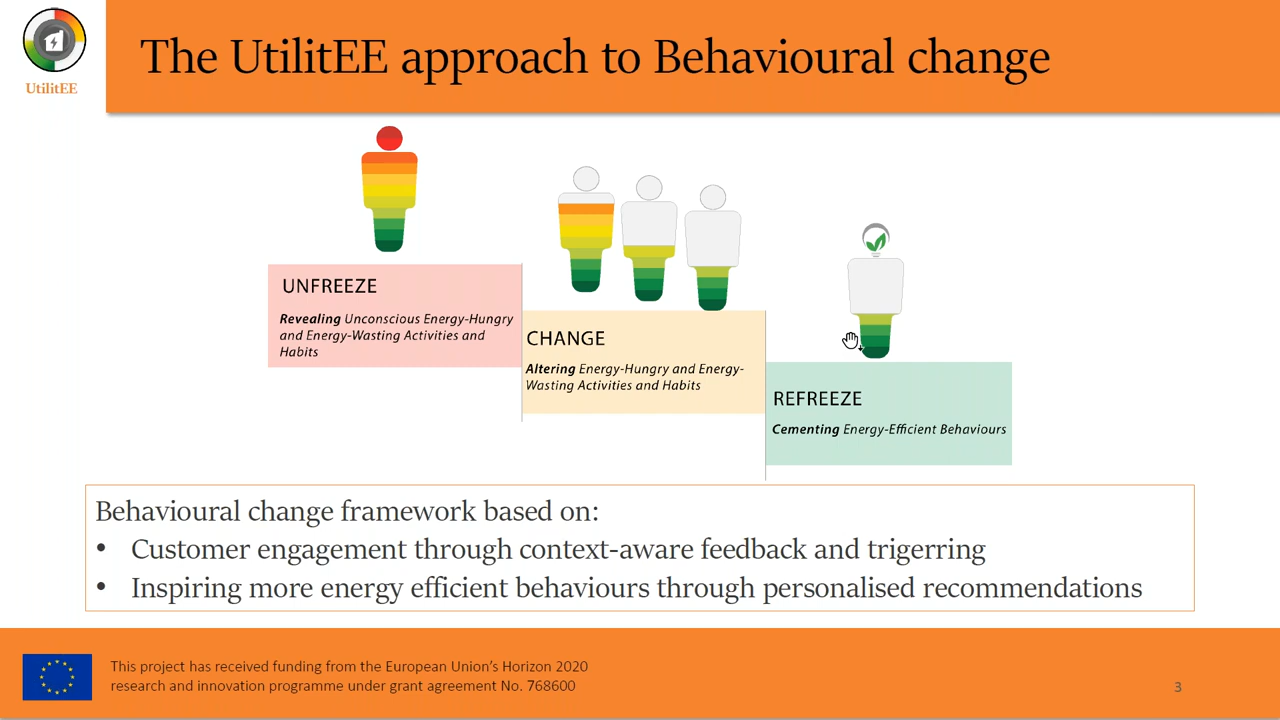 The UtilitEE approach to Behavioural change
UtilitEE
UNFREEZE
Revealing Unconscious Energy-Hungry
and Energy-Wasting Activities and
Habits
CHANGE
Altering Energy-Hungry and Energy-
Wasting Activities and Habits
REFREEZE
Cementing Energy-Efficient Behaviours
Behavioural change framework based on:
• Customer engagement through context-aware feedback and trigerring
• Inspiring more energy efficient behaviours through personalised recommendations
This project has received funding from the European Union's Horizon 2020
research and innovation programme under grant agreement No. 768600
3